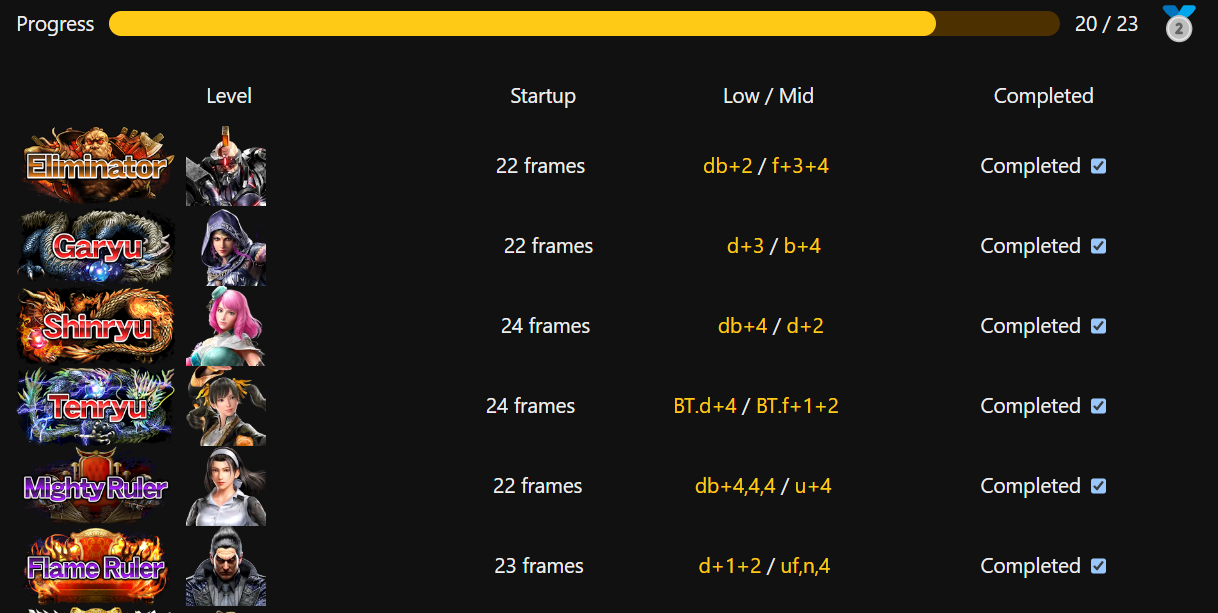 Progress 20 / 23 2
Level Startup Low / Mid Completed
Eliminator 22 frames db+2 / f+3+4 Completed
Garyu 22 frames d+3 / b+4 Completed
Shinryu 24 frames db+4 / d+2 Completed
Tenryu 24 frames BT.d+4 / BT.f+1+2 Completed
Mighty Ruler 22 frames db+4,4,4 / u+4 Completed
Flame Ruler 23 frames d+1+2 / uf,n,4 Completed